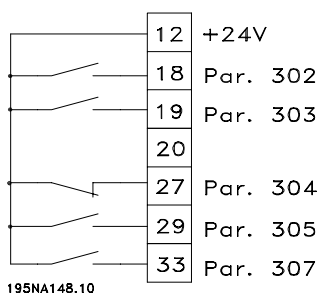 12 +24V
18 Par. 302
19 Par. 303
20
27 Par. 304
29 Par. 305
33 Par. 307
195NA148.10